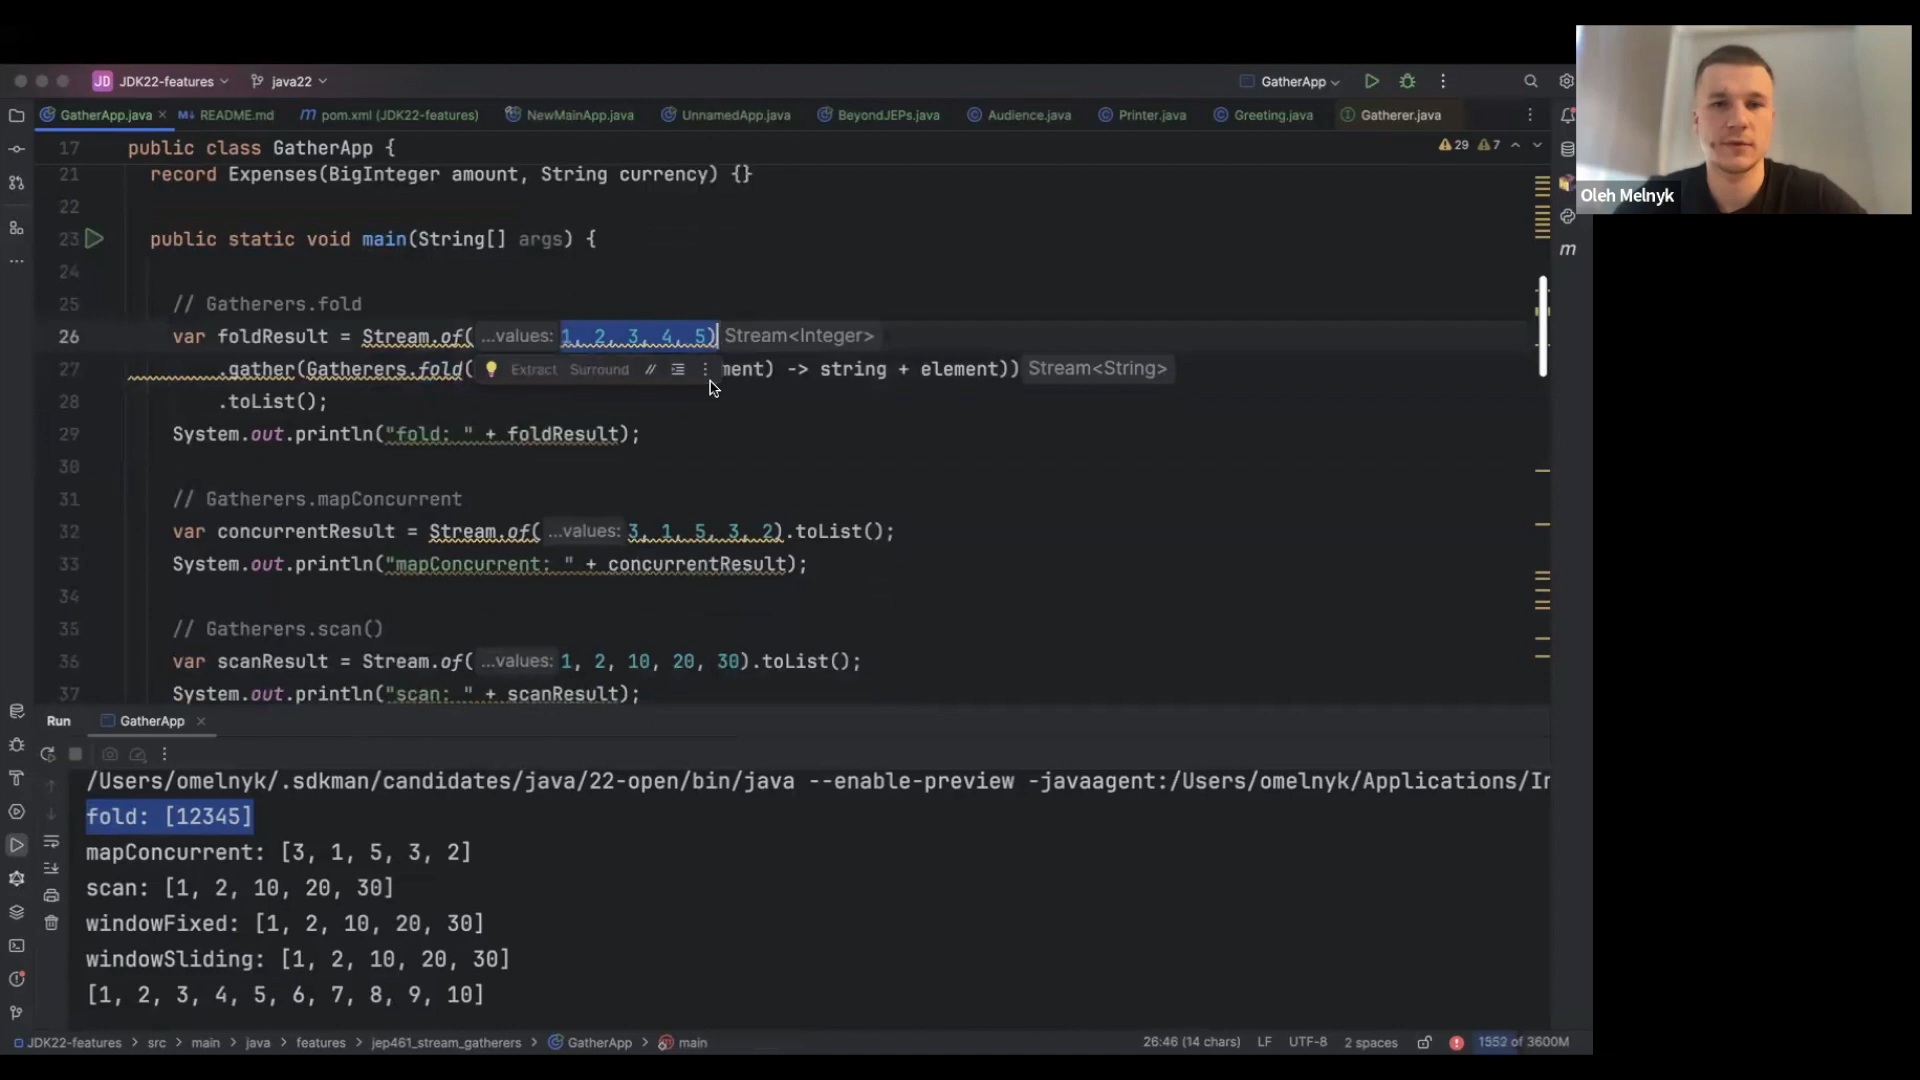 JD JDK22-features java22 GatherApp
GatherApp.java README.md pom.xml (JDK22-features) NewMainApp.java UnnamedApp.java BeyondJEPs.java Audience.java Printer.java Greeting.java Gatherer.java
Oleh Melnyk
17 public class GatherApp { 29 7
21 record Expenses(BigInteger amount, String currency) {}
22
23 public static void main(String[] args) {
24
25 // Gatherers.fold
26 var foldResult = Stream.of( ...values: 1, 2, 3, 4, 5) Stream<Integer>
27 .gather(Gatherers.fold( Extract Surround // ment) -> string + element)) Stream<String>
28 .toList();
29 System.out.println("fold: " + foldResult);
30
31 // Gatherers.mapConcurrent
32 var concurrentResult = Stream.of( ...values: 3, 1, 5, 3, 2).toList();
33 System.out.println("mapConcurrent: " + concurrentResult);
34
35 // Gatherers.scan()
36 var scanResult = Stream.of( ...values: 1, 2, 10, 20, 30).toList();
37 System.out.println("scan: " + scanResult);
Run GatherApp
/Users/omelnyk/.sdkman/candidates/java/22-open/bin/java --enable-preview -javaagent:/Users/omelnyk/Applications/In
fold: [12345]
mapConcurrent: [3, 1, 5, 3, 2]
scan: [1, 2, 10, 20, 30]
windowFixed: [1, 2, 10, 20, 30]
windowSliding: [1, 2, 10, 20, 30]
[1, 2, 3, 4, 5, 6, 7, 8, 9, 10]
JDK22-features > src > main > java > features > jep461_stream_gatherers > GatherApp > main 26:46 (14 chars) LF UTF-8 2 spaces 1552 of 3600M